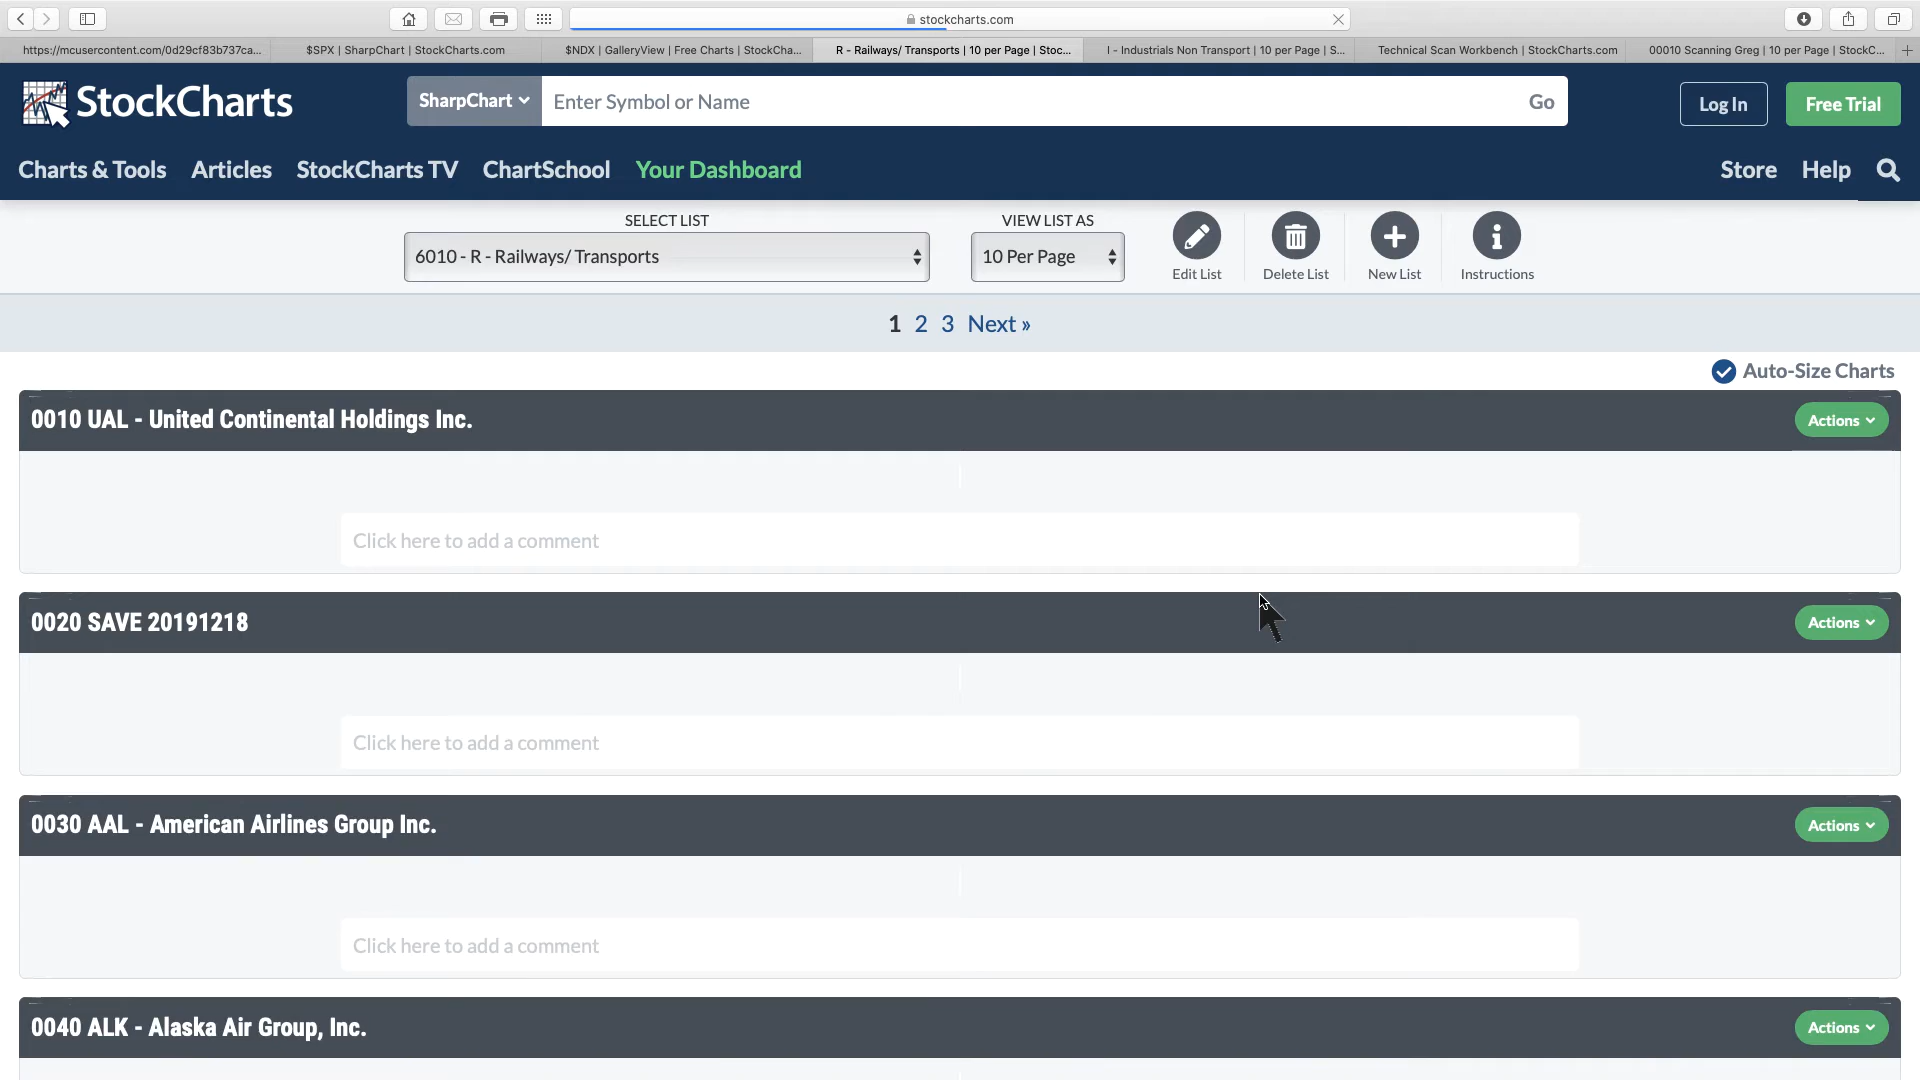 stockcharts.com
https://mcusercontent.com/0d29cf83b737ca...
$SPX | SharpChart | StockCharts.com
$NDX | GalleryView | Free Charts | StockCha...
R - Railways/ Transports | 10 per Page | Stoc...
I - Industrials Non Transport | 10 per Page | S...
Technical Scan Workbench | StockCharts.com
00010 Scanning Greg | 10 per Page | StockC...
StockCharts
SharpChart
Enter Symbol or Name
Go
Log In
Free Trial
Charts & Tools
Articles
StockCharts TV
ChartSchool
Your Dashboard
Store
Help
SELECT LIST
6010 - R - Railways/ Transports
VIEW LIST AS
10 Per Page
Edit List
Delete List
New List
Instructions
1 2 3 Next »
Auto-Size Charts
0010 UAL - United Continental Holdings Inc.
Actions
Click here to add a comment
0020 SAVE 20191218
Actions
Click here to add a comment
0030 AAL - American Airlines Group Inc.
Actions
Click here to add a comment
0040 ALK - Alaska Air Group, Inc.
Actions